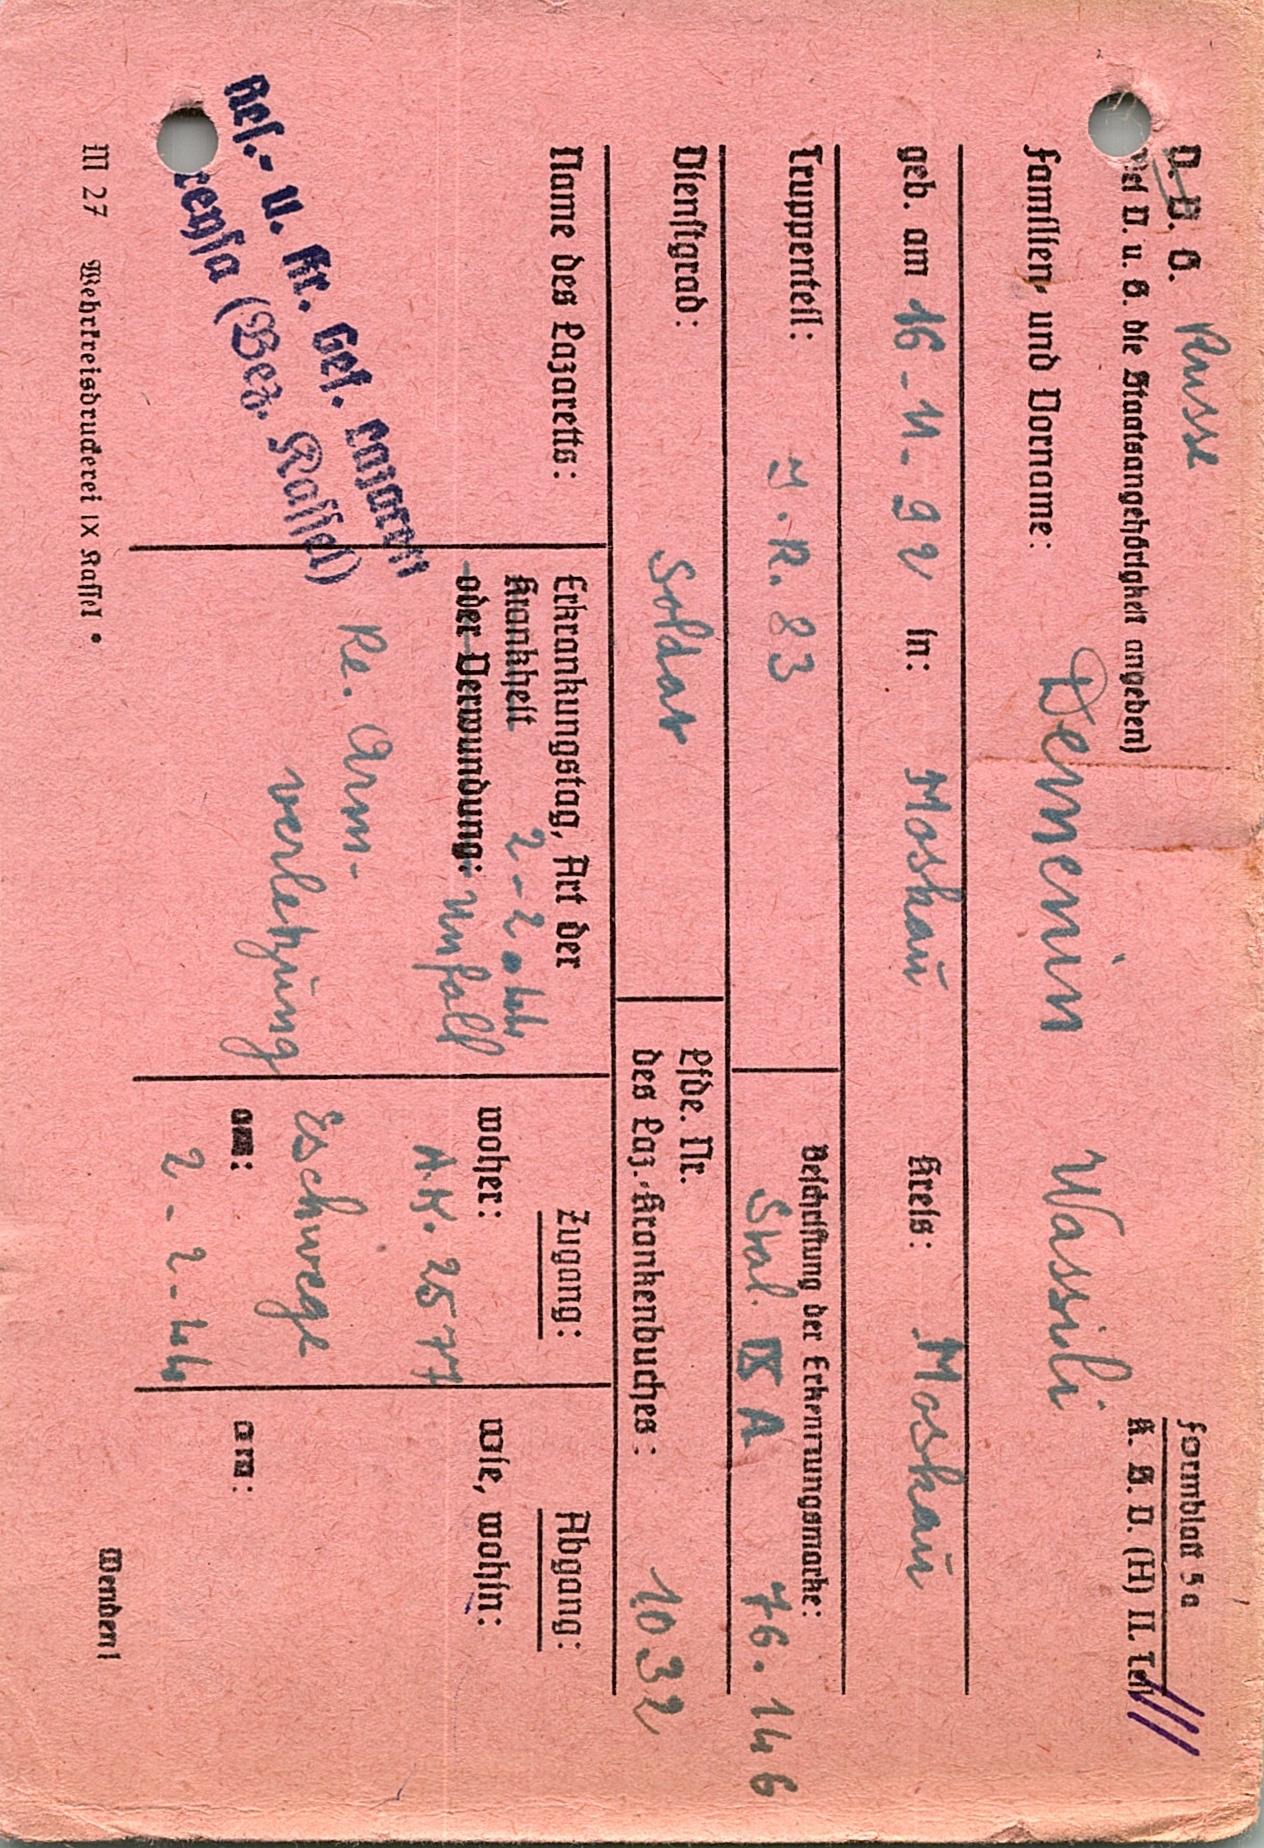 D. B. G. Russe
Bei D. u. G. die Staatsangehörigkeit angeben)
Formblatt 5a
K. S. D. (H) II. Teil
Familien- und Vorname: Demenin Wassili
geb. am 16-11-92 in: Moskau Kreis: Moskau
Truppenteil: J.R. 83
Beschriftung der Erkennungsmarke:
Stal. IX A 76.146
Dienstgrad: Soldat
Lfde. Nr.
des Laz.-Krankenbuches: 1032
Name des Lazaretts:
Res.- u. Kr. Gef. Lazarett
(Bez. Kassel)
Erkrankungstag, Art der
Krankheit 2-2-44
oder Verwundung: Unfall
Re. Arm-
verletzung
Zugang:
woher:
A.K. 2577
Eschwege
am:
2-2-44
Abgang:
wie, wohin:
am:
Wenden!
M 27 Wehrkreisdruckerei IX Kassel •